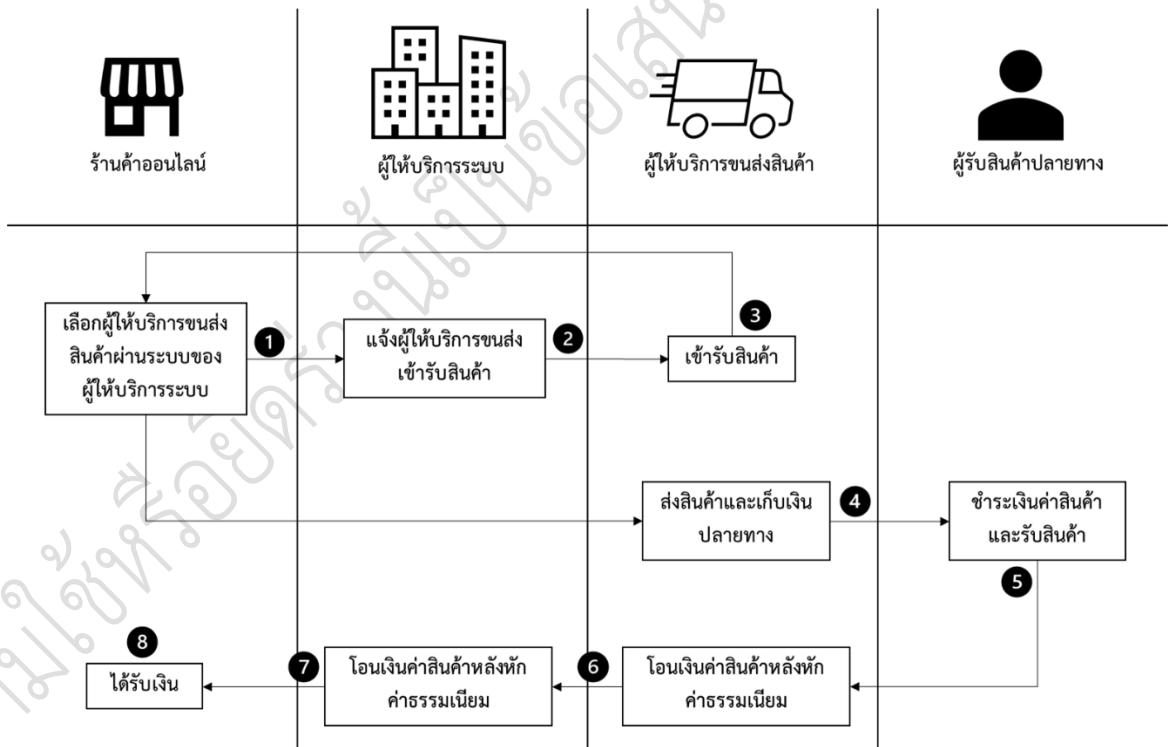 ร้านค้าออนไลน์
ผู้ให้บริการระบบ
ผู้ให้บริการขนส่งสินค้า
ผู้รับสินค้าปลายทาง
เลือกผู้ให้บริการขนส่ง
สินค้าผ่านระบบของ
ผู้ให้บริการระบบ
1
แจ้งผู้ให้บริการขนส่ง
เข้ารับสินค้า
2
3
เข้ารับสินค้า
ส่งสินค้าและเก็บเงิน
ปลายทาง
4
ชำระเงินค่าสินค้า
และรับสินค้า
5
8
ได้รับเงิน
7
โอนเงินค่าสินค้าหลังหัก
ค่าธรรมเนียม
6
โอนเงินค่าสินค้าหลังหัก
ค่าธรรมเนียม